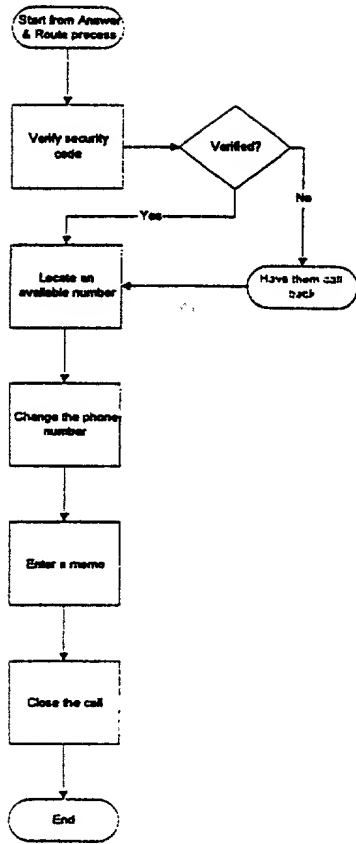 Start from Answer
& Route process
Verify security
code
Verified?
Yes
No
Locate an
available number
Have them call
back
Change the phone
number
Enter a memo
Close the call
End